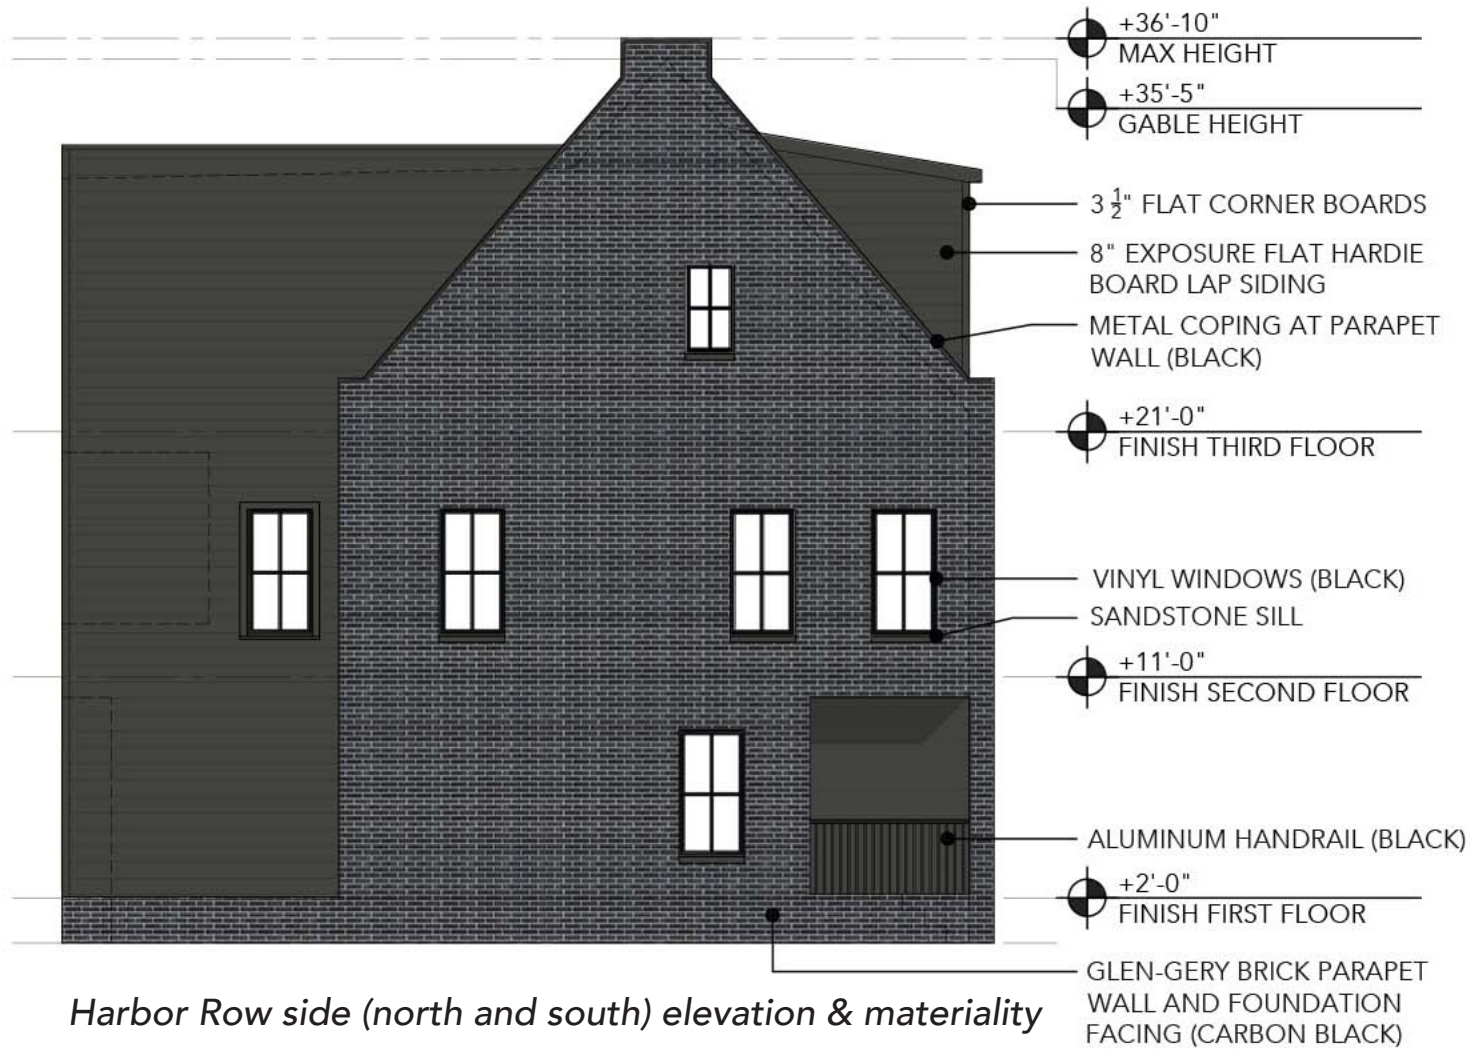 +36'-10"
MAX HEIGHT
+35'-5"
GABLE HEIGHT
3 1/2" FLAT CORNER BOARDS
8" EXPOSURE FLAT HARDIE
BOARD LAP SIDING
METAL COPING AT PARAPET
WALL (BLACK)
+21'-0"
FINISH THIRD FLOOR
VINYL WINDOWS (BLACK)
SANDSTONE SILL
+11'-0"
FINISH SECOND FLOOR
ALUMINUM HANDRAIL (BLACK)
+2'-0"
FINISH FIRST FLOOR
GLEN-GERY BRICK PARAPET
WALL AND FOUNDATION
FACING (CARBON BLACK)
Harbor Row side (north and south) elevation & materiality